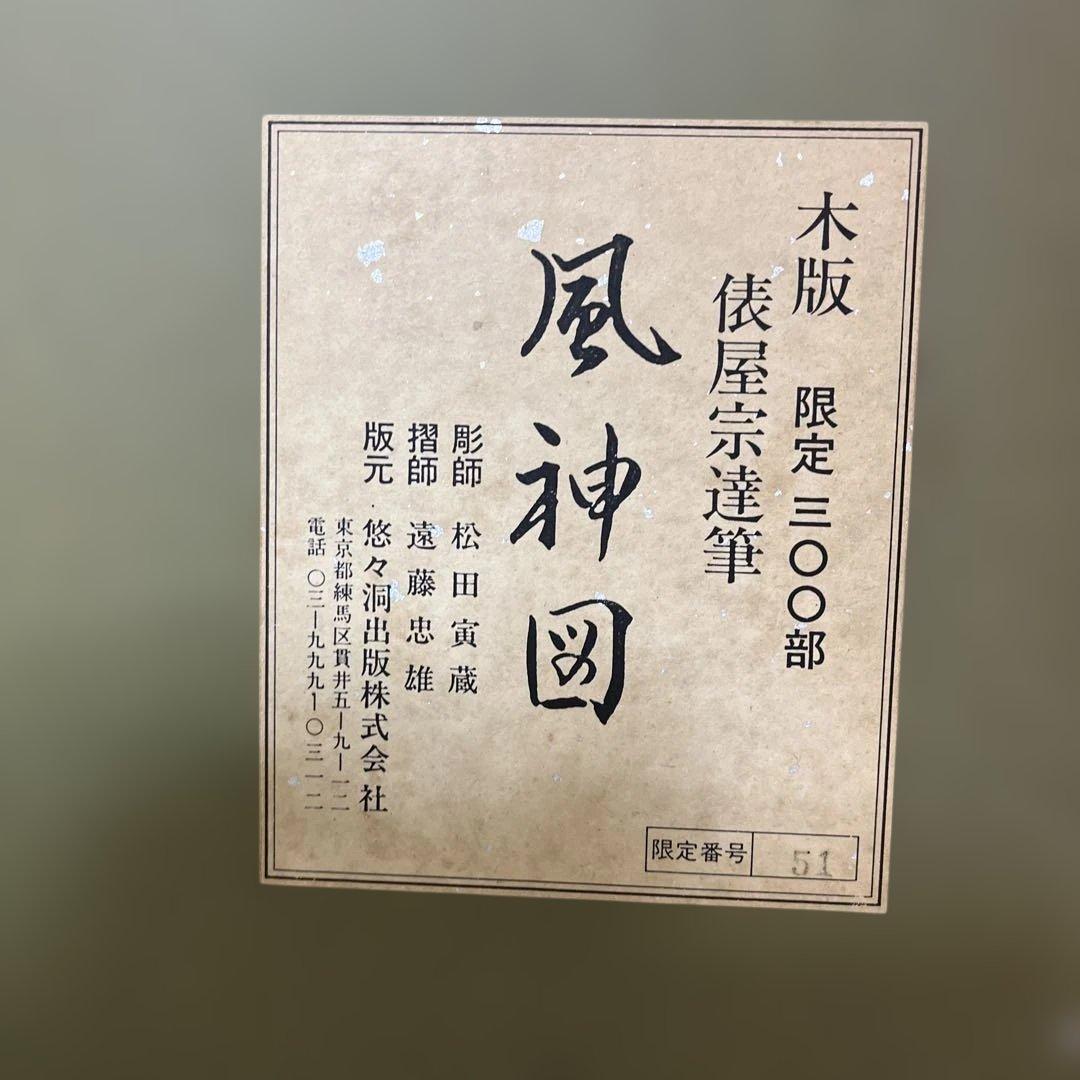 木版 限定三〇〇部
俵屋宗達筆
風神図
彫師 松田寅蔵
摺師 遠藤忠雄
版元 悠々洞出版株式会社
東京都練馬区貫井五ー九ー一二
電話 〇三ー九九九ー〇三一二
限定番号 51